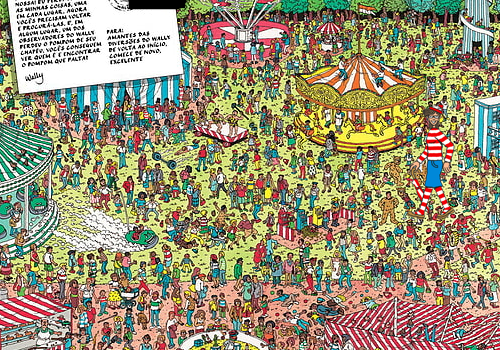 NOSSA! EU PERDI TODAS
AS MINHAS COISAS, UMA
EM CADA LUGAR. AGORA
VOCÊS PRECISAM VOLTAR
E PROCURÁ-LAS. E, EM
ALGUM LUGAR, UM DOS
OBSERVADORES DO WALLY
PERDEU O POMPOM DE SEU
CHAPÉU. VOCÊS CONSEGUEM
VER QUEM É E ENCONTRAR
O POMPOM QUE FALTA?
Wally
PARA:
AMANTES DAS
DIVERSÕES DO WALLY
DE VOLTA AO INÍCIO,
COMECE DE NOVO,
EXCELENTE